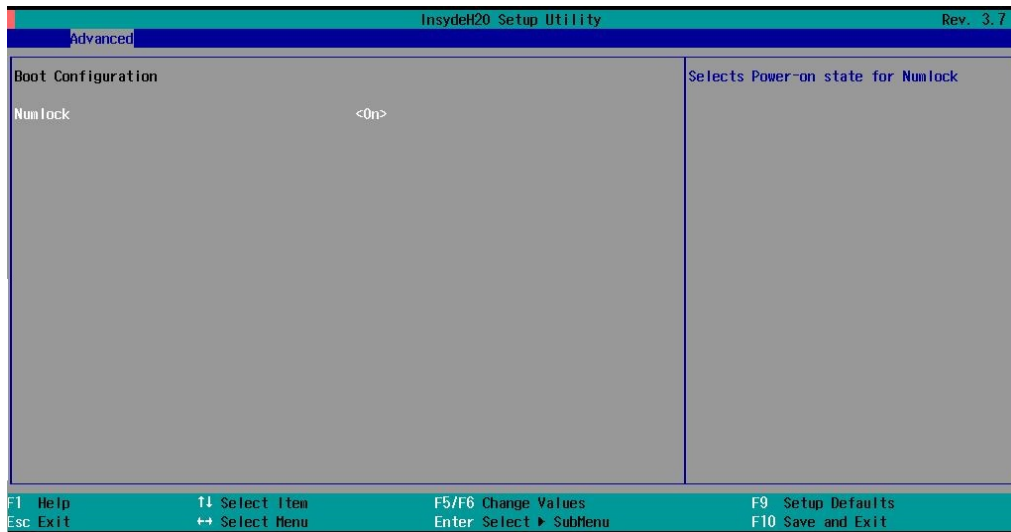 InsydeH20 Setup Utility Rev. 3.7
Advanced
Boot Configuration
Selects Power-on state for Numlock
Numlock <On>
F1 Help ↑↓ Select Item F5/F6 Change Values F9 Setup Defaults
Esc Exit ↔ Select Menu Enter Select ▶ SubMenu F10 Save and Exit